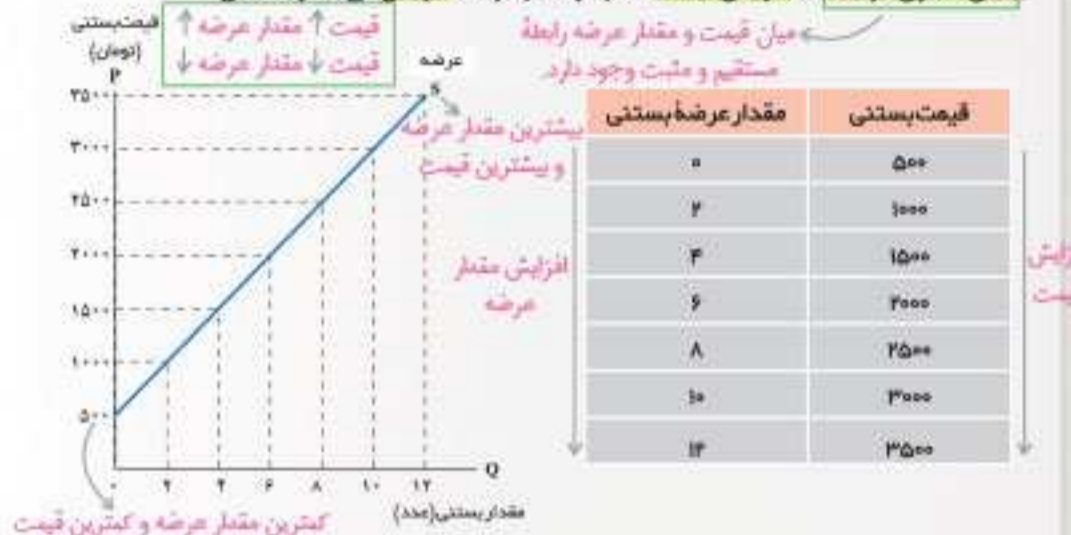 میان قیمت و مقدار عرضه رابطهٔ
مستقیم و مثبت وجود دارد.
قیمت ↑ مقدار عرضه ↑
قیمت ↓ مقدار عرضه ↓
قیمت بستنی
(تومان)
P
عرضه
S
بیشترین مقدار عرضه
و بیشترین قیمت
۳۵۰۰
۳۰۰۰
۲۵۰۰
۲۰۰۰
۱۵۰۰
۱۰۰۰
۵۰۰
۰ ۲ ۴ ۶ ۸ ۱۰ ۱۲
Q
مقدار بستنی (عدد)
کمترین مقدار عرضه و کمترین قیمت
قیمت بستنی مقدار عرضهٔ بستنی
۵۰۰ ۰
۱۰۰۰ ۲
۱۵۰۰ ۴
۲۰۰۰ ۶
۲۵۰۰ ۸
۳۰۰۰ ۱۰
۳۵۰۰ ۱۲
افزایش مقدار
عرضه